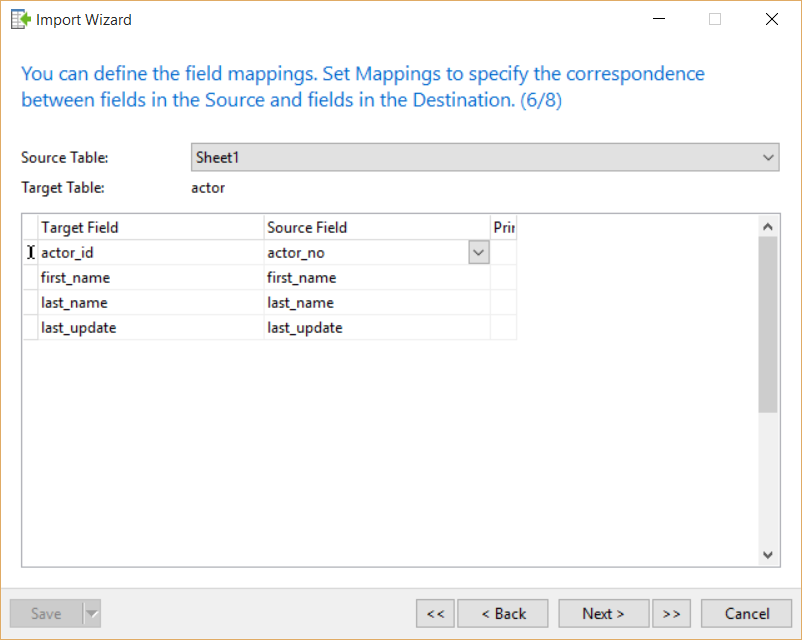 Import Wizard
You can define the field mappings. Set Mappings to specify the correspondence
between fields in the Source and fields in the Destination. (6/8)
Source Table: Sheet1
Target Table: actor
Target Field Source Field Prin
actor_id actor_no
first_name first_name
last_name last_name
last_update last_update
Save << < Back Next > >> Cancel